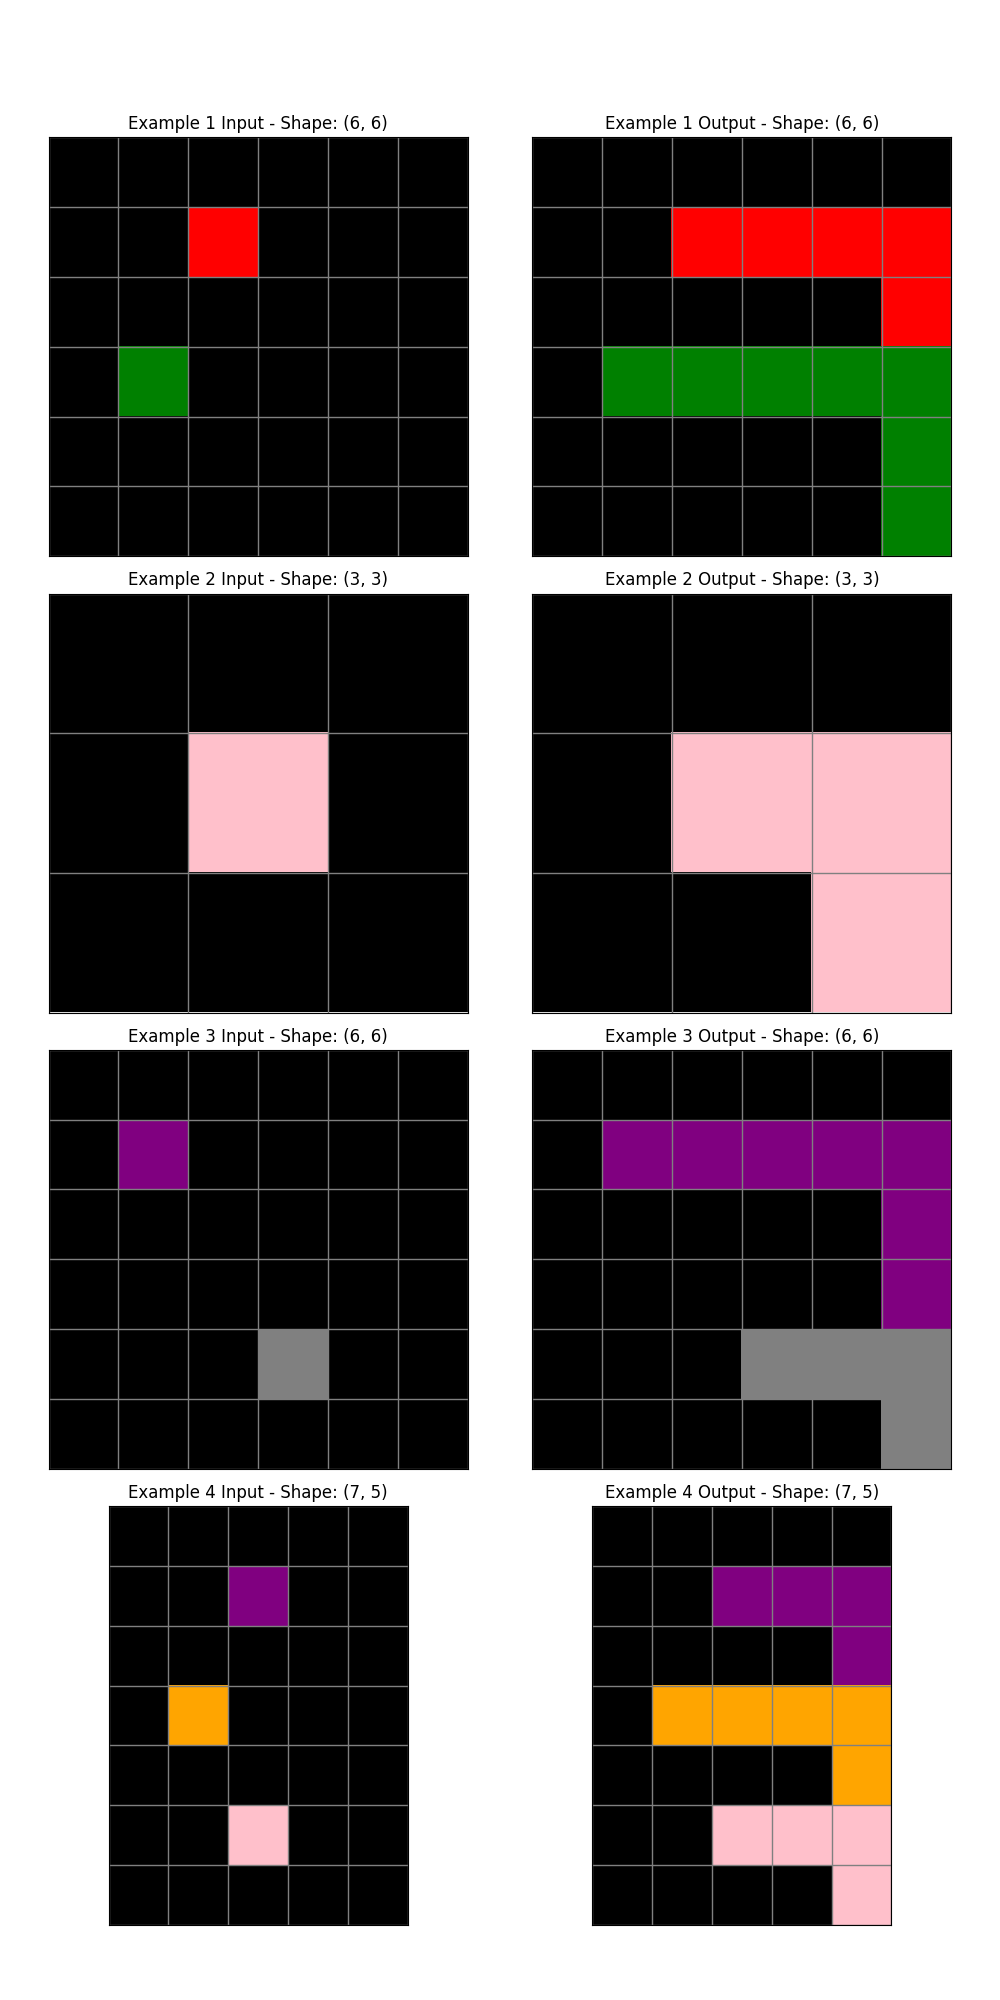 Example 1 Input - Shape: (6, 6)
Example 1 Output - Shape: (6, 6)
Example 2 Input - Shape: (3, 3)
Example 2 Output - Shape: (3, 3)
Example 3 Input - Shape: (6, 6)
Example 3 Output - Shape: (6, 6)
Example 4 Input - Shape: (7, 5)
Example 4 Output - Shape: (7, 5)